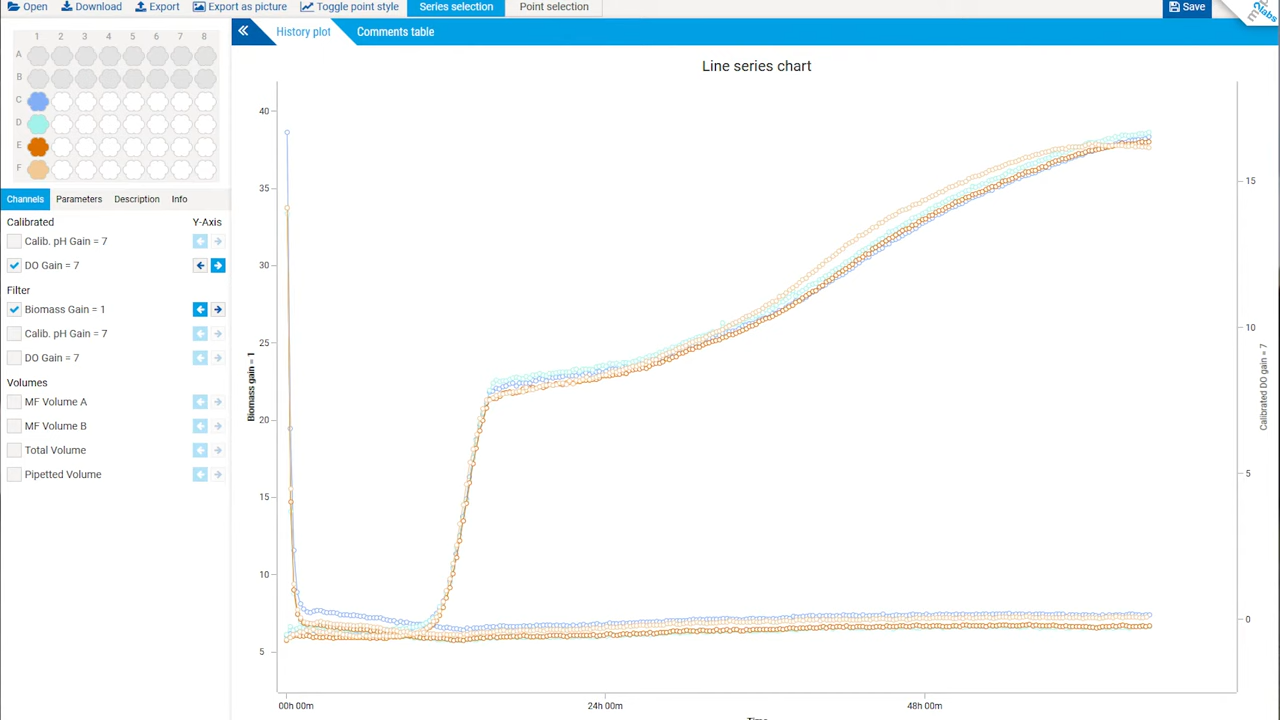 Open Download Export Export as picture Toggle point style Series selection Point selection Save
2labs
History plot Comments table
1 2 3 4 5 6 7 8
A
B
C
D
E
F
Channels Parameters Description Info
Calibrated Y-Axis
Calib. pH Gain = 7
DO Gain = 7
Filter
Biomass Gain = 1
Calib. pH Gain = 7
DO Gain = 7
Volumes
MF Volume A
MF Volume B
Total Volume
Pipetted Volume
Line series chart
40
35
30
25
20
15
10
5
Biomass gain = 1
15
10
5
0
Calibrated DO gain = 7
00h 00m 24h 00m 48h 00m
Time